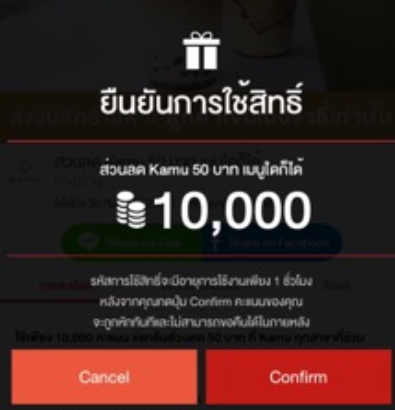 ยืนยันการใช้สิทธิ์
ส่วนลด Kamu 50 บาท เมนูใดก็ได้
10,000
รหัสการใช้สิทธิ์จะมีอายุการใช้งานเพียง 1 ชั่วโมง
หลังจากคุณกดปุ่ม Confirm คะแนนของคุณ
จะถูกหักทันทีและไม่สามารถขอคืนได้ในภายหลัง
Cancel
Confirm